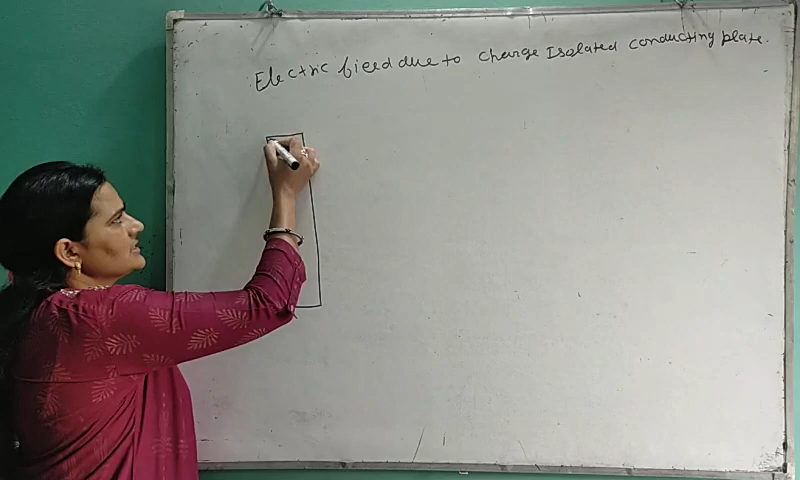 Electric field due to charge Isolated conducting plate.